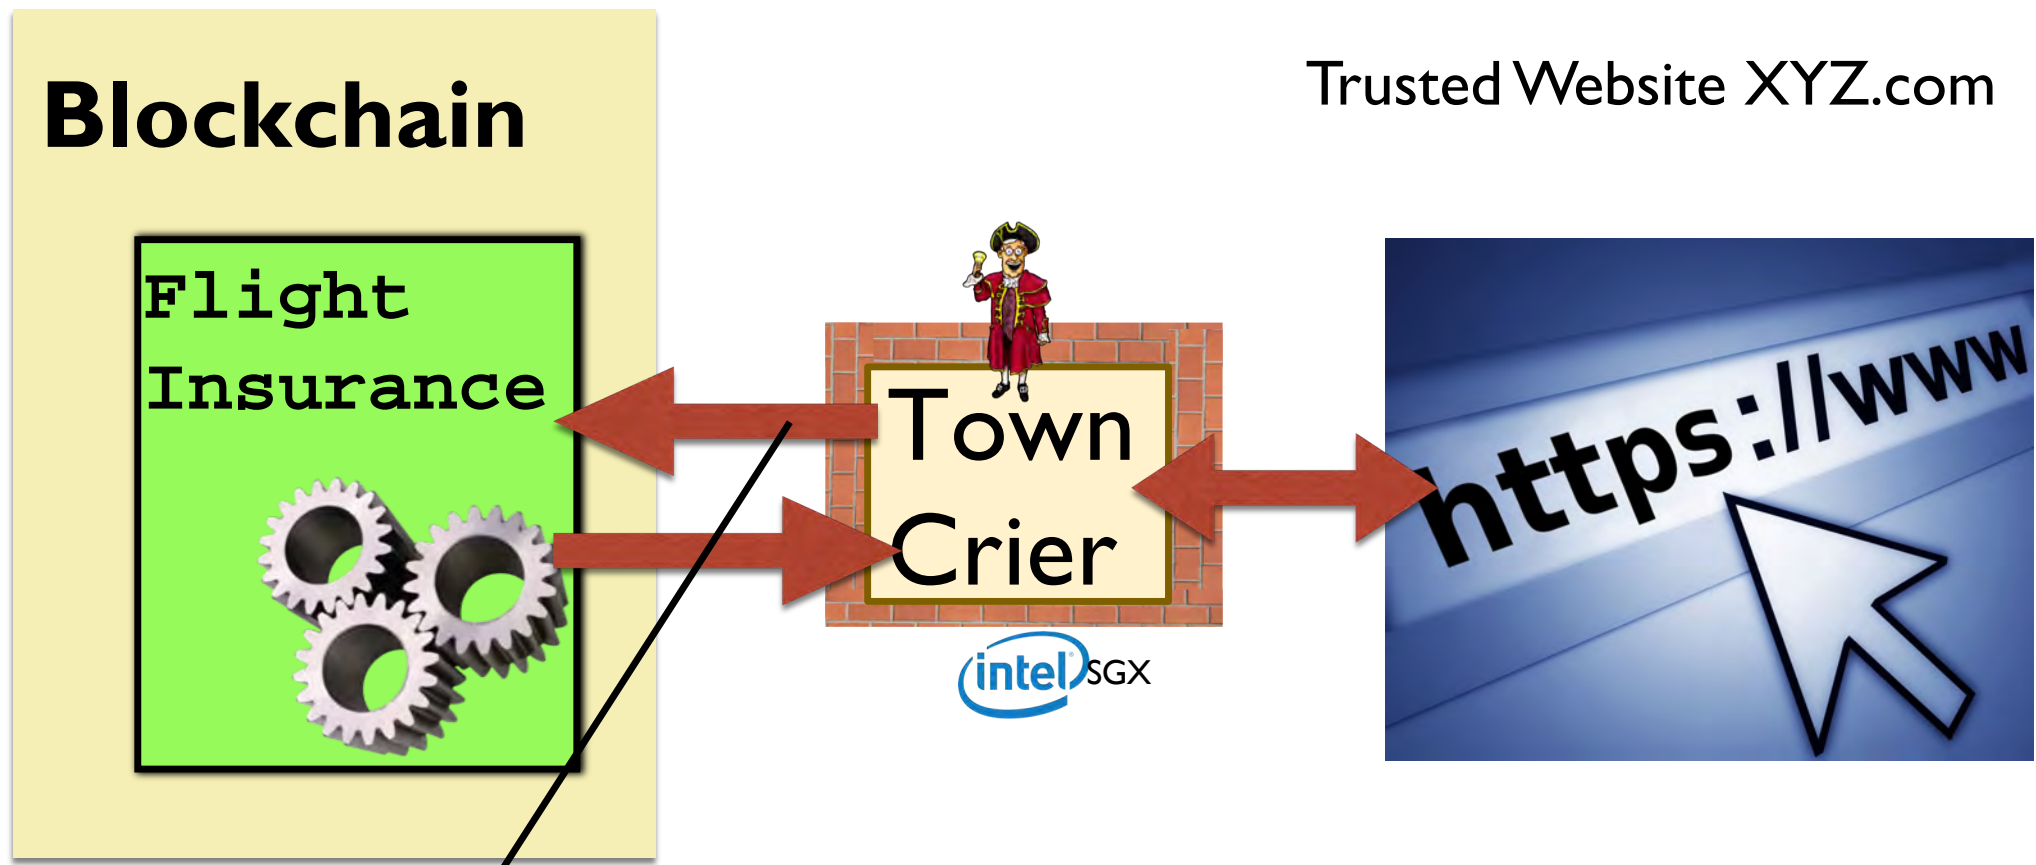 Blockchain
Trusted Website XYZ.com
Flight
Insurance
Town
Crier
intel SGX
https://www